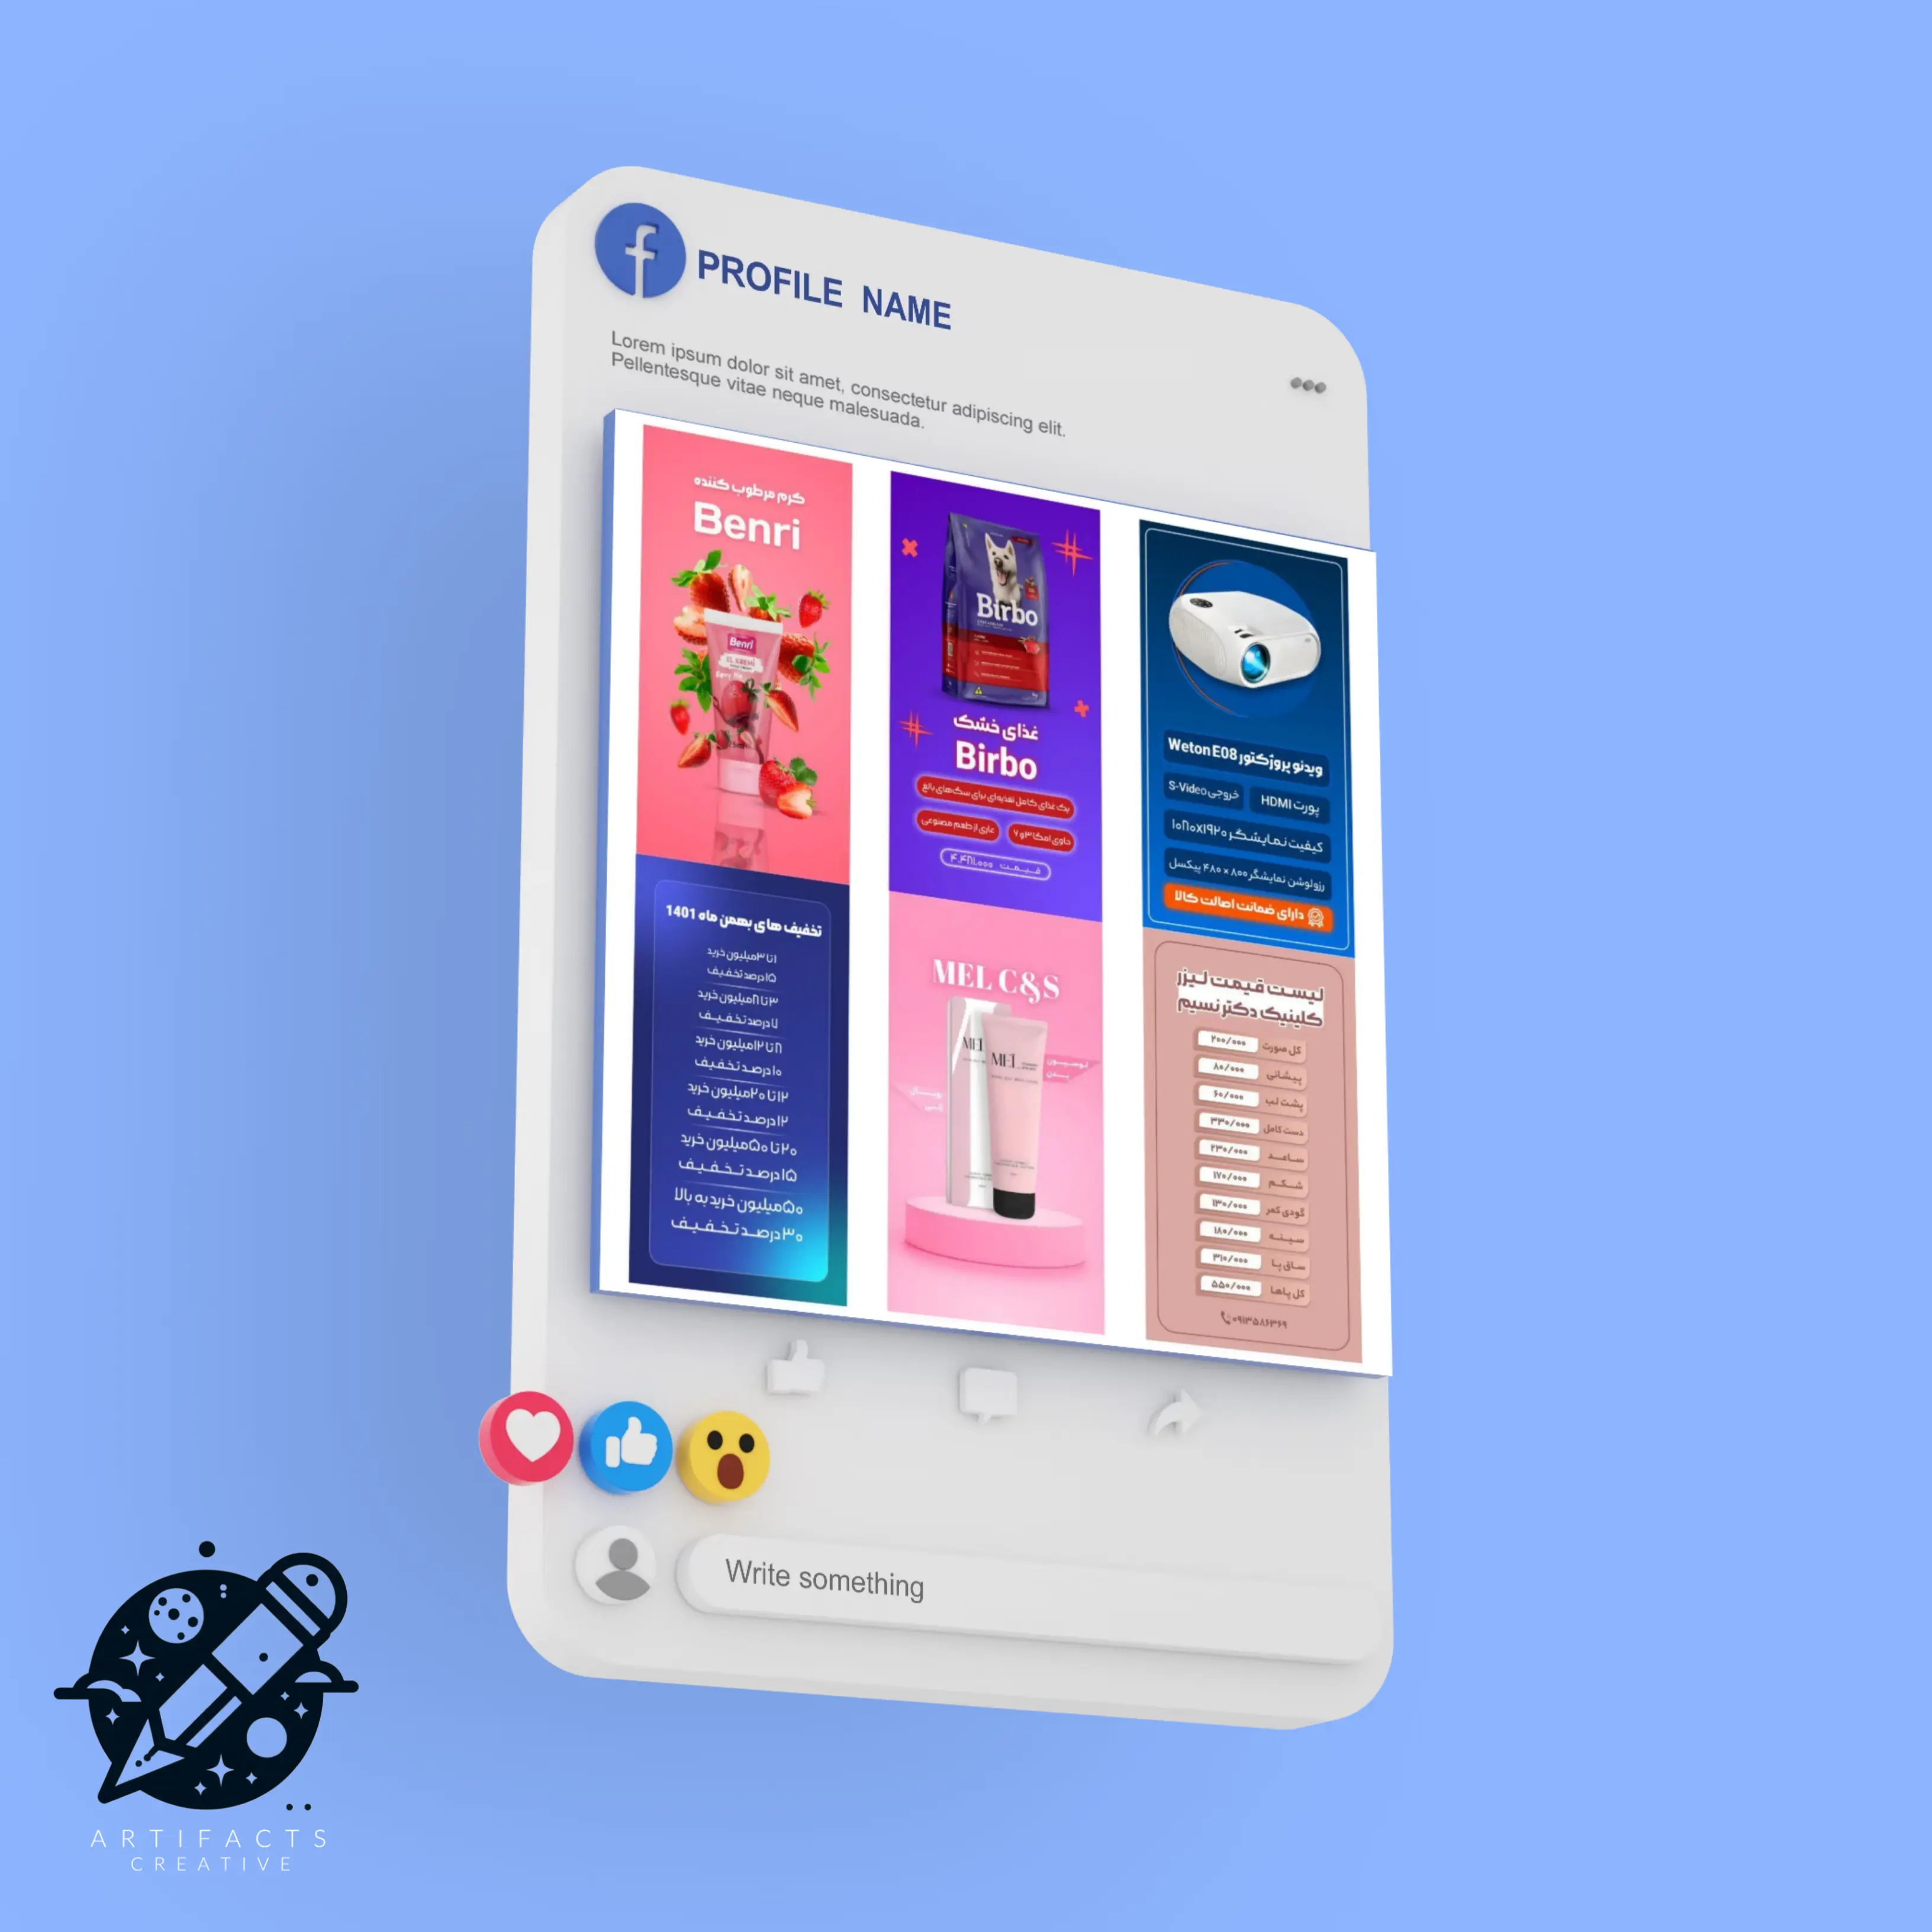 PROFILE NAME
Lorem ipsum dolor sit amet, consectetur adipiscing elit.
Pellentesque vitae neque malesuada.
کرم مرطوب کننده
Benri
Benri
Birbo
غذای خشک
Birbo
یک غذای کامل تغذیه‌ای برای سگ‌های بالغ
حاوی امگا ۳ و ۶
عاری از طعم مصنوعی
قیمت ۴.۴۸۱.۰۰۰
ویدئو پروژکتور Weton E08
پورت HDMI
خروجی S-Video
کیفیت نمایشگر ۱۰۸۰x۱۹۲۰
رزولوشن نمایشگر ۸۰۰ × ۴۸۰ پیکسل
دارای ضمانت اصالت کالا
تخفیف های بهمن ماه 1401
۱ تا ۳ میلیون خرید
۱۵ درصد تخفیف
۳ تا ۸ میلیون خرید
۷ درصد تخفیف
۸ تا ۱۲ میلیون خرید
۱۰ درصد تخفیف
۱۲ تا ۲۰ میلیون خرید
۱۲ درصد تخفیف
۲۰ تا ۵۰ میلیون خرید
۱۵ درصد تخفیف
۵۰ میلیون خرید به بالا
۳۰ درصد تخفیف
MEL C&S
MEL
لوسیون
بدن
لیست قیمت لیزر
کلینیک دکتر نسیم
کل صورت ۲۰۰/۰۰۰
پیشانی ۸۰/۰۰۰
پشت لب ۶۰/۰۰۰
دست کامل ۳۳۰/۰۰۰
ساعد ۲۳۰/۰۰۰
شکم ۱۷۰/۰۰۰
گودی کمر ۱۳۰/۰۰۰
سینه ۱۸۰/۰۰۰
ساق پا ۳۱۰/۰۰۰
کل پاها ۵۵۰/۰۰۰
۰۹۱۳۵۸۶۳۶۹
Write something
ARTIFACTS
CREATIVE